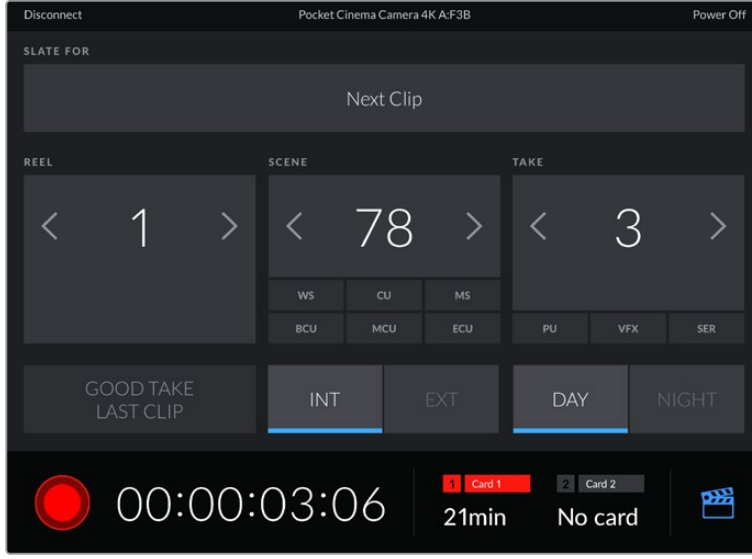 Disconnect Pocket Cinema Camera 4K A:F3B Power Off
SLATE FOR
Next Clip
REEL SCENE TAKE
< 1 > < 78 > < 3 >
WS CU MS
BCU MCU ECU PU VFX SER
GOOD TAKE
LAST CLIP
INT EXT DAY NIGHT
1 Card 1 2 Card 2
00:00:03:06 21min No card